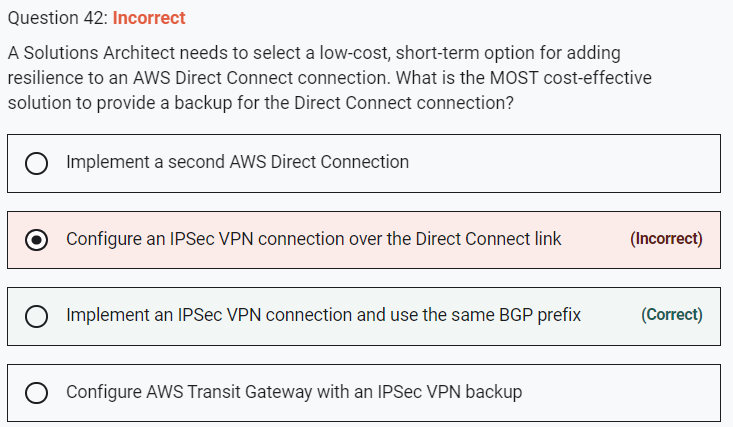 Question 42: Incorrect
A Solutions Architect needs to select a low-cost, short-term option for adding
resilience to an AWS Direct Connect connection. What is the MOST cost-effective
solution to provide a backup for the Direct Connect connection?
Implement a second AWS Direct Connection
Configure an IPSec VPN connection over the Direct Connect link (Incorrect)
Implement an IPSec VPN connection and use the same BGP prefix (Correct)
Configure AWS Transit Gateway with an IPSec VPN backup